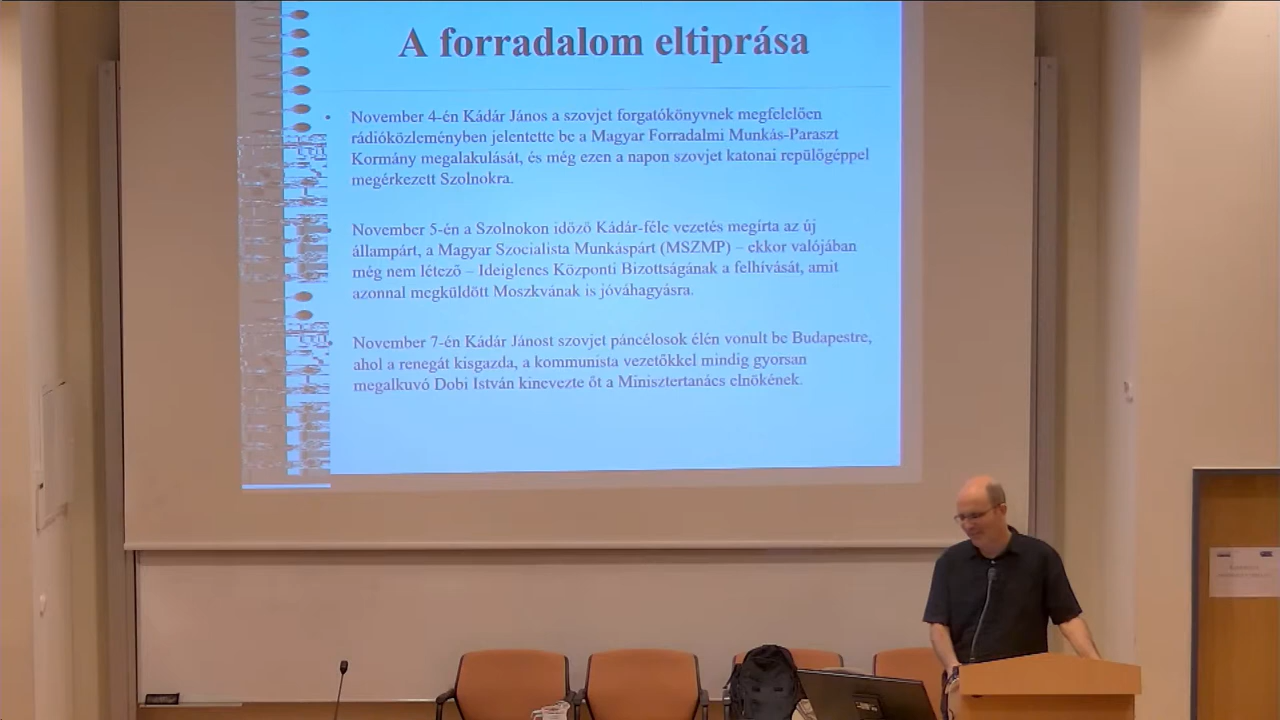 A forradalom eltiprása
• November 4-én Kádár János a szovjet forgatókönyvnek megfelelően
rádióközleményben jelentette be a Magyar Forradalmi Munkás-Paraszt
Kormány megalakulását, és még ezen a napon szovjet katonai repülőgéppel
megérkezett Szolnokra.
• November 5-én a Szolnokon időző Kádár-féle vezetés megírta az új
állampárt, a Magyar Szocialista Munkáspárt (MSZMP) – ekkor valójában
még nem létező – Ideiglenes Központi Bizottságának a felhívását, amit
azonnal megküldött Moszkvának is jóváhagyásra.
• November 7-én Kádár Jánost szovjet páncélosok élén vonult be Budapestre,
ahol a renegát kisgazda, a kommunista vezetőkkel mindig gyorsan
megalkuvó Dobi István kinevezte őt a Minisztertanács elnökének.